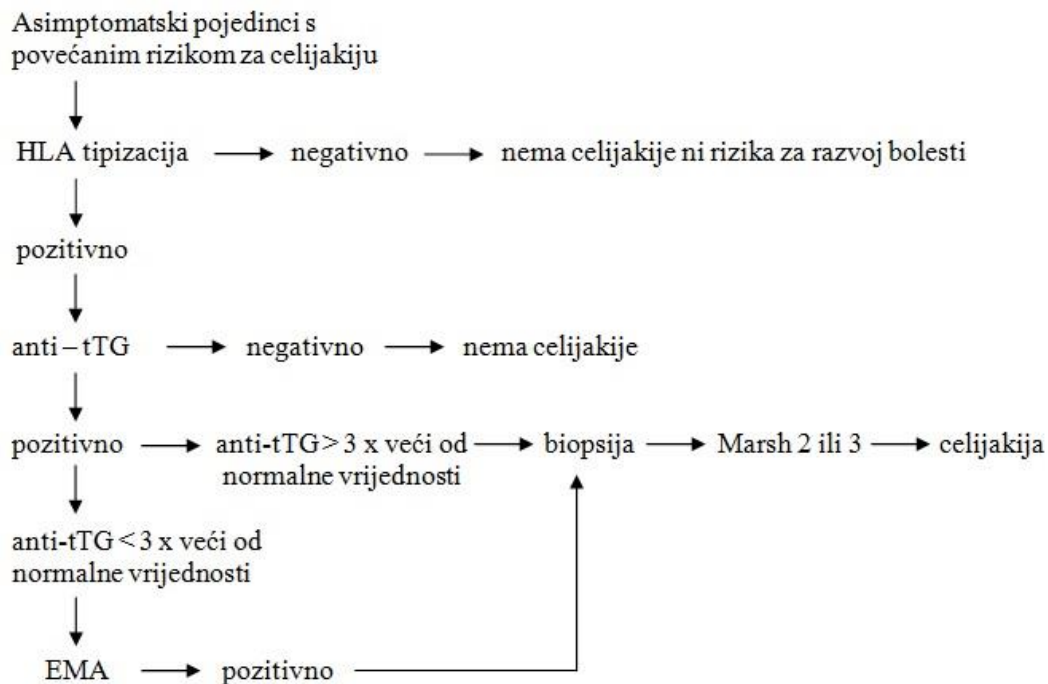 Asimptomatski pojedinci s
povećanim rizikom za celijakiju
HLA tipizacija
negativno
nema celijakije ni rizika za razvoj bolesti
pozitivno
anti – tTG
negativno
nema celijakije
pozitivno
anti-tTG > 3 x veći od
normalne vrijednosti
biopsija
Marsh 2 ili 3
celijakija
anti-tTG < 3 x veći od
normalne vrijednosti
EMA
pozitivno